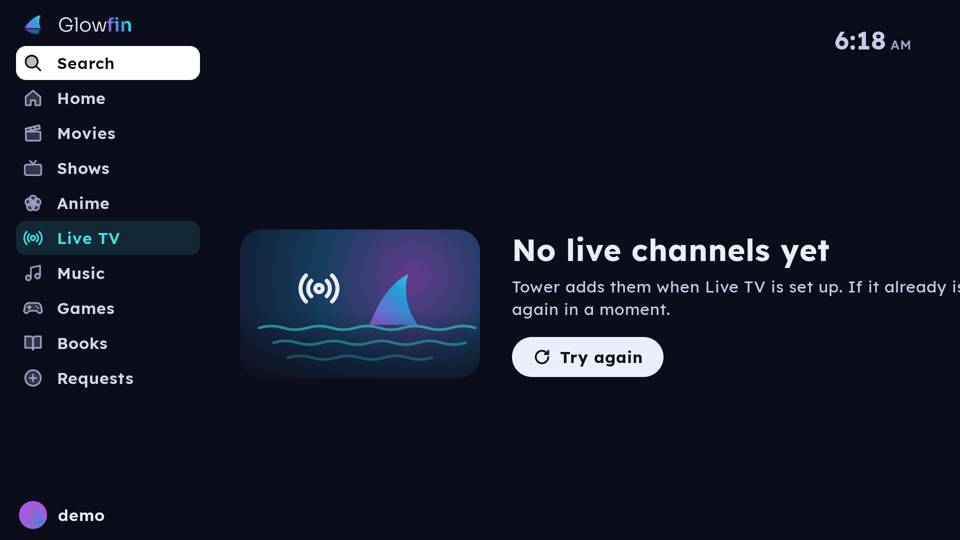 Glowfin
6:18 AM
Search
Home
Movies
Shows
Anime
Live TV
Music
Games
Books
Requests
No live channels yet
Tower adds them when Live TV is set up. If it already
again in a moment.
Try again
demo